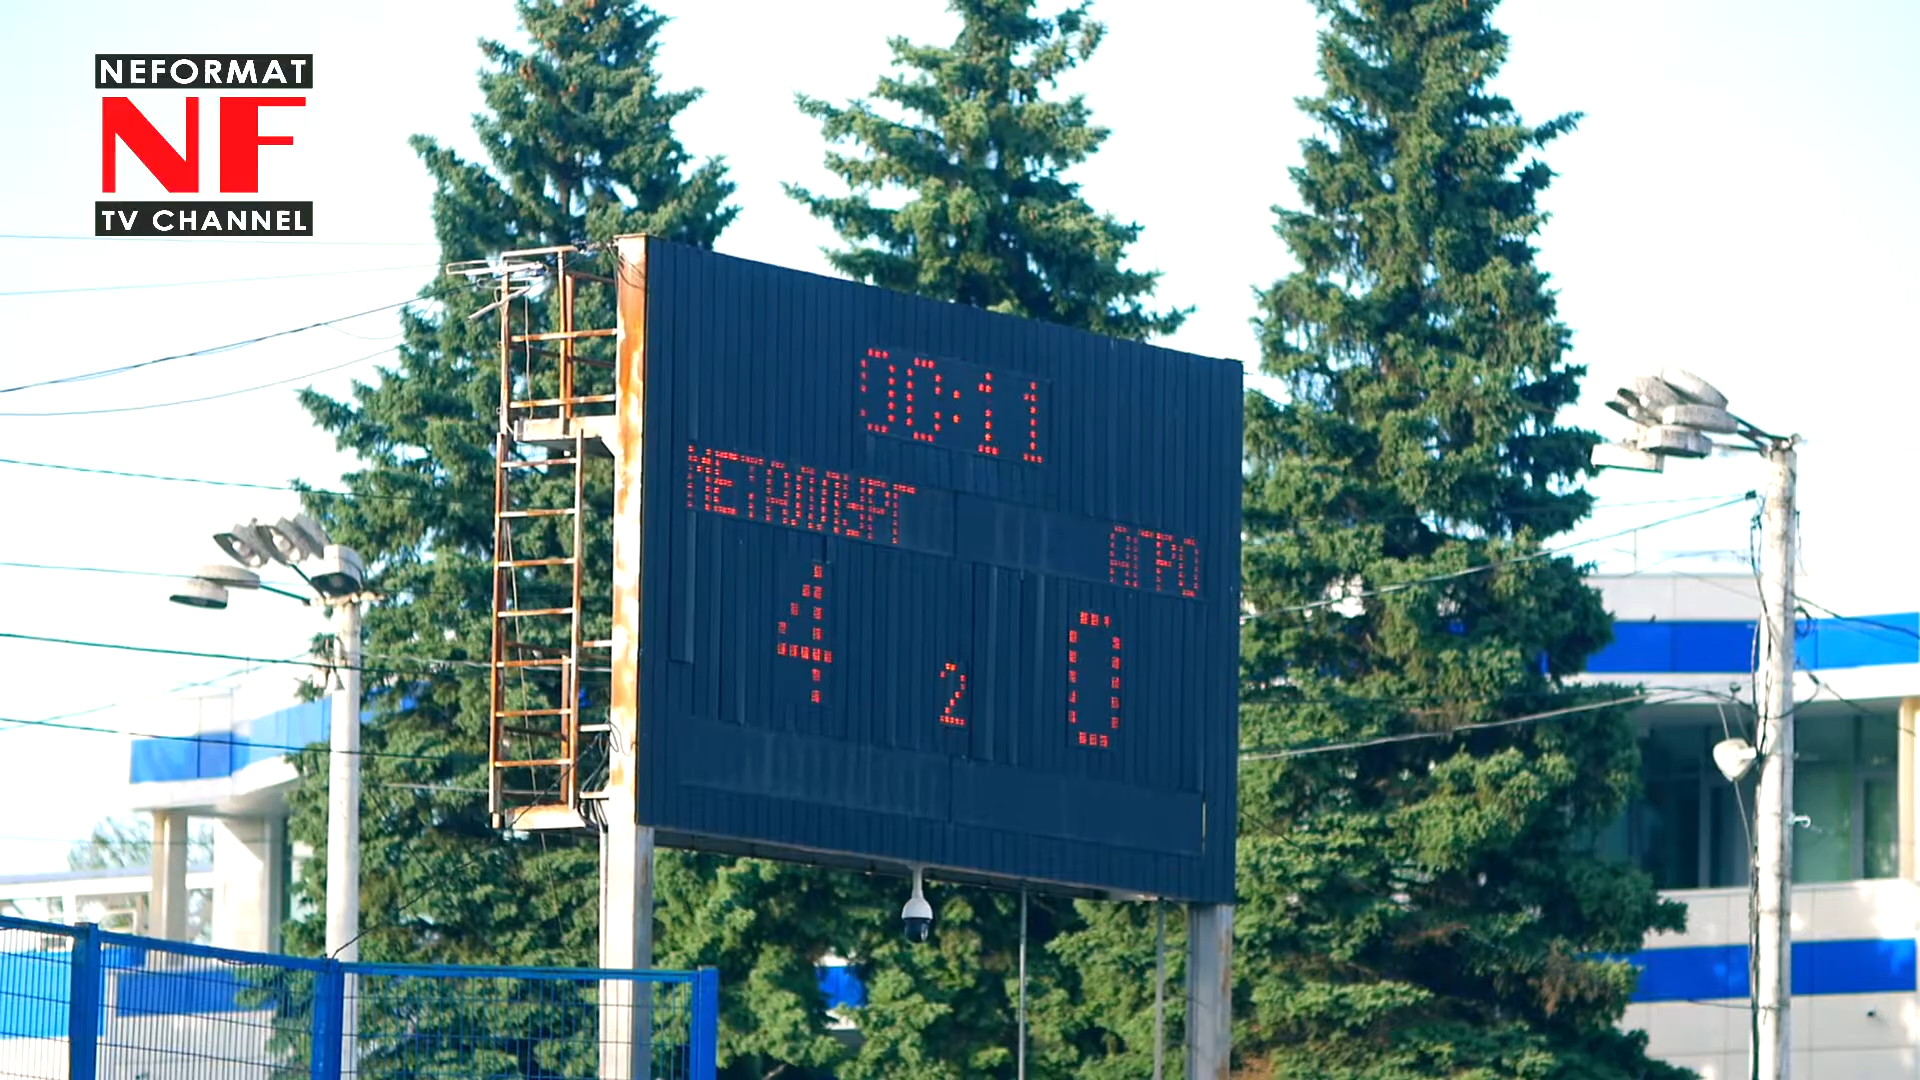 NEFORMAT
NF
TV CHANNEL
00:11
МЕТАЛЛУРГ АГРО
4 2 0